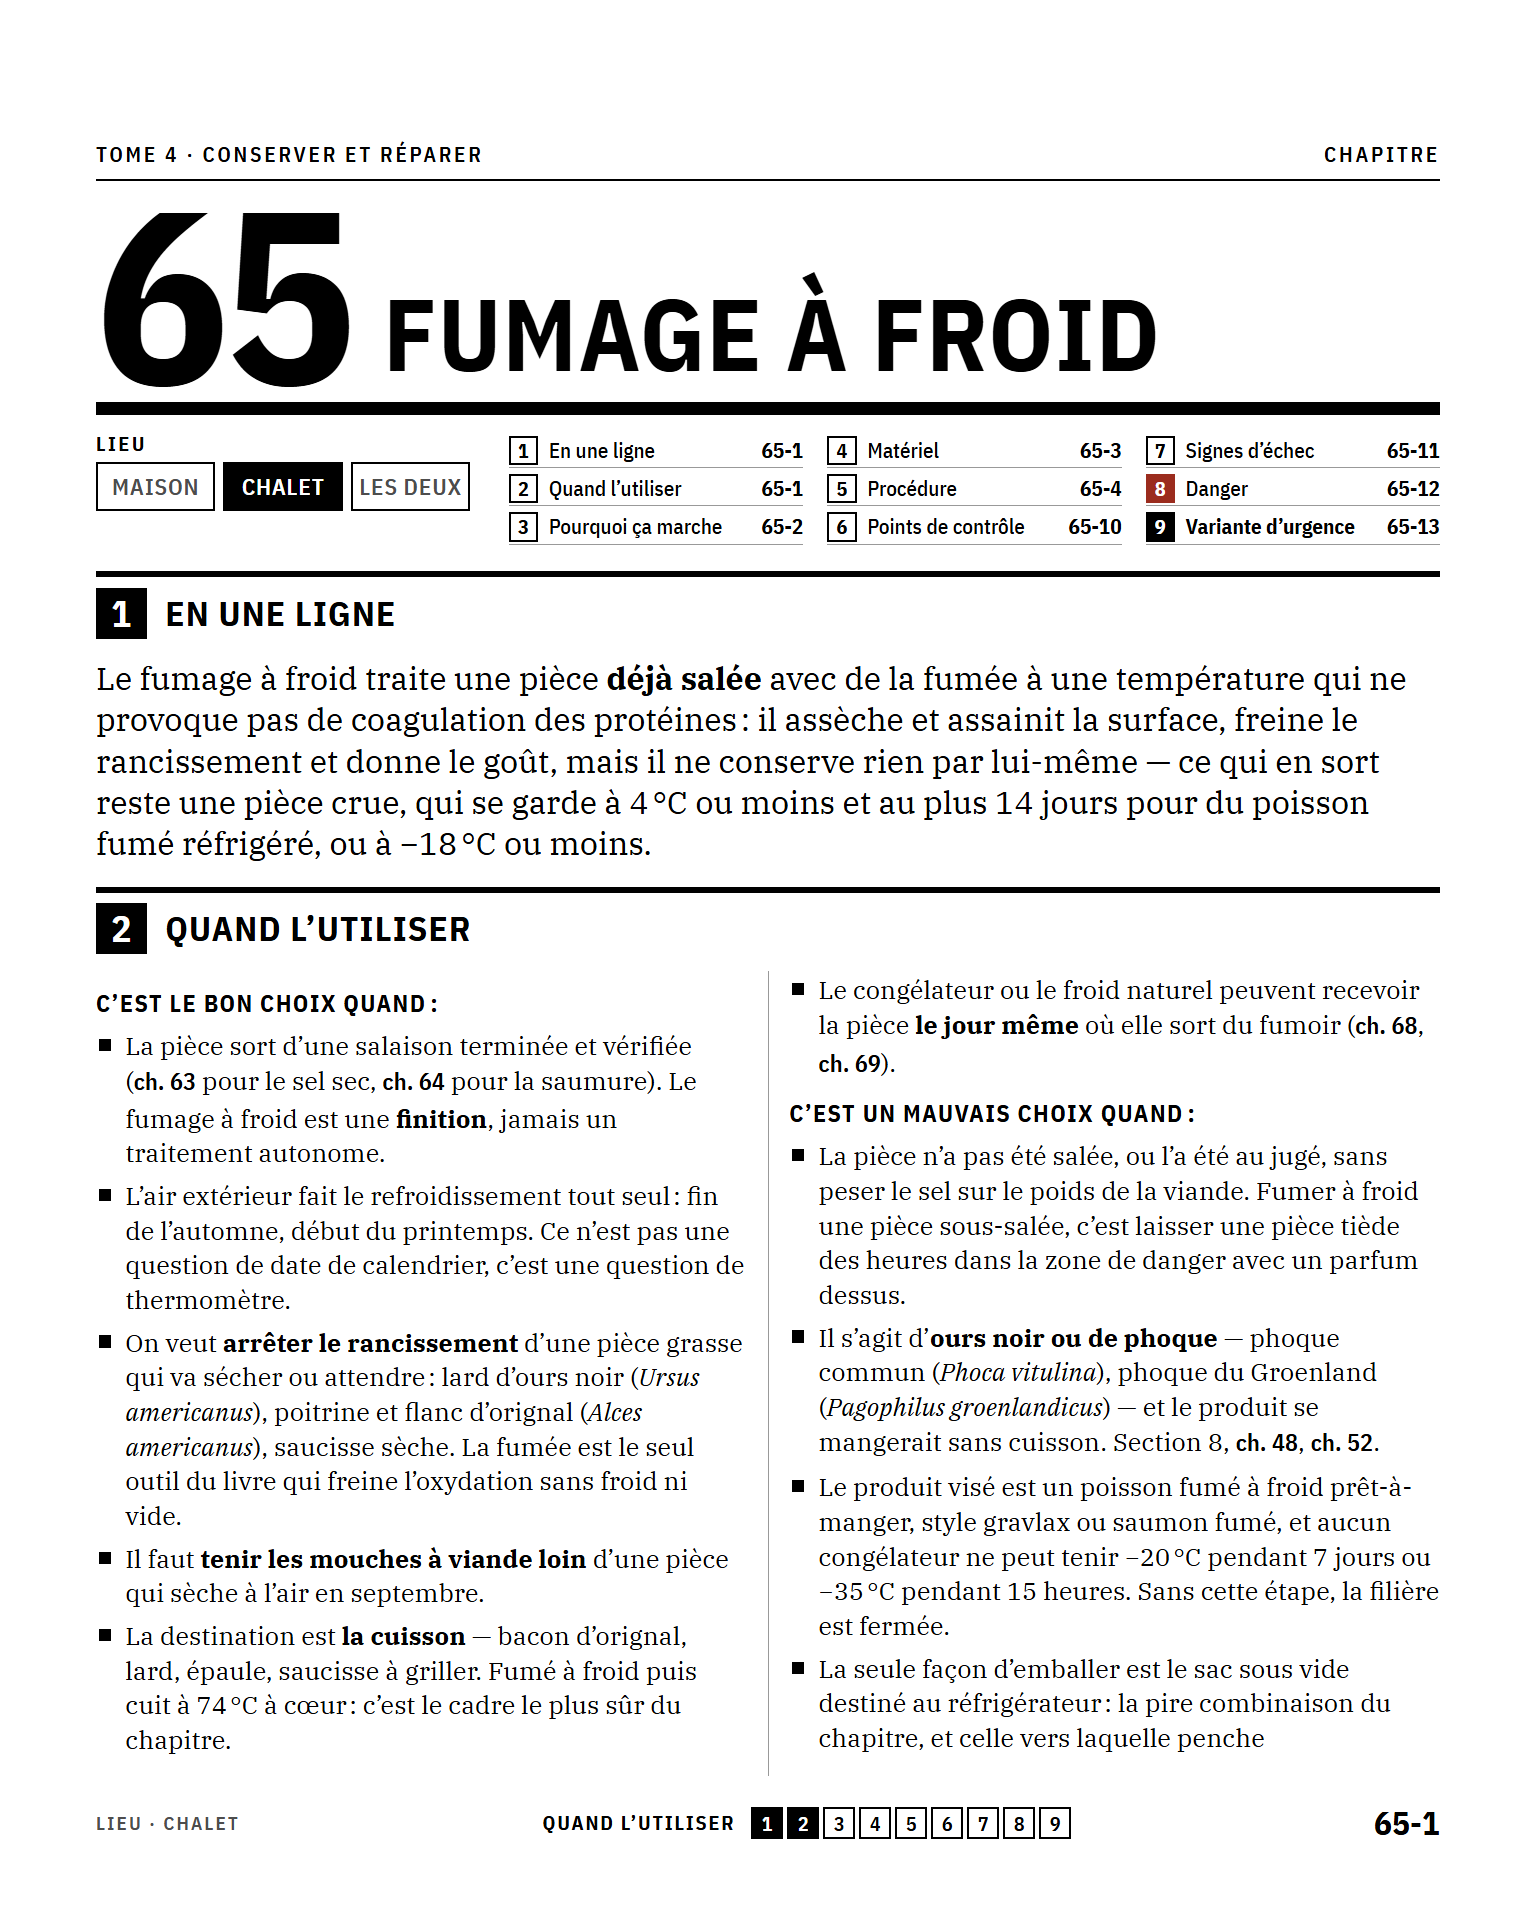 TOME 4 · CONSERVER ET RÉPARER
CHAPITRE
65 FUMAGE À FROID
LIEU
MAISON
CHALET
LES DEUX
1 En une ligne 65-1
2 Quand l’utiliser 65-1
3 Pourquoi ça marche 65-2
4 Matériel 65-3
5 Procédure 65-4
6 Points de contrôle 65-10
7 Signes d’échec 65-11
8 Danger 65-12
9 Variante d’urgence 65-13
1 EN UNE LIGNE
Le fumage à froid traite une pièce déjà salée avec de la fumée à une température qui ne
provoque pas de coagulation des protéines : il assèche et assainit la surface, freine le
rancissement et donne le goût, mais il ne conserve rien par lui-même — ce qui en sort
reste une pièce crue, qui se garde à 4 °C ou moins et au plus 14 jours pour du poisson
fumé réfrigéré, ou à −18 °C ou moins.
2 QUAND L’UTILISER
C’EST LE BON CHOIX QUAND :
■ La pièce sort d’une salaison terminée et vérifiée
(ch. 63 pour le sel sec, ch. 64 pour la saumure). Le
fumage à froid est une finition, jamais un
traitement autonome.
■ L’air extérieur fait le refroidissement tout seul : fin
de l’automne, début du printemps. Ce n’est pas une
question de date de calendrier, c’est une question de
thermomètre.
■ On veut arrêter le rancissement d’une pièce grasse
qui va sécher ou attendre : lard d’ours noir (Ursus
americanus), poitrine et flanc d’orignal (Alces
americanus), saucisse sèche. La fumée est le seul
outil du livre qui freine l’oxydation sans froid ni
vide.
■ Il faut tenir les mouches à viande loin d’une pièce
qui sèche à l’air en septembre.
■ La destination est la cuisson — bacon d’orignal,
lard, épaule, saucisse à griller. Fumé à froid puis
cuit à 74 °C à cœur : c’est le cadre le plus sûr du
chapitre.
■ Le congélateur ou le froid naturel peuvent recevoir
la pièce le jour même où elle sort du fumoir (ch. 68,
ch. 69).
C’EST UN MAUVAIS CHOIX QUAND :
■ La pièce n’a pas été salée, ou l’a été au jugé, sans
peser le sel sur le poids de la viande. Fumer à froid
une pièce sous-salée, c’est laisser une pièce tiède
des heures dans la zone de danger avec un parfum
dessus.
■ Il s’agit d’ours noir ou de phoque — phoque
commun (Phoca vitulina), phoque du Groenland
(Pagophilus groenlandicus) — et le produit se
mangerait sans cuisson. Section 8, ch. 48, ch. 52.
■ Le produit visé est un poisson fumé à froid prêt-à-
manger, style gravlax ou saumon fumé, et aucun
congélateur ne peut tenir −20 °C pendant 7 jours ou
−35 °C pendant 15 heures. Sans cette étape, la filière
est fermée.
■ La seule façon d’emballer est le sac sous vide
destiné au réfrigérateur : la pire combinaison du
chapitre, et celle vers laquelle penche
LIEU · CHALET
QUAND L’UTILISER 1 2 3 4 5 6 7 8 9
65-1